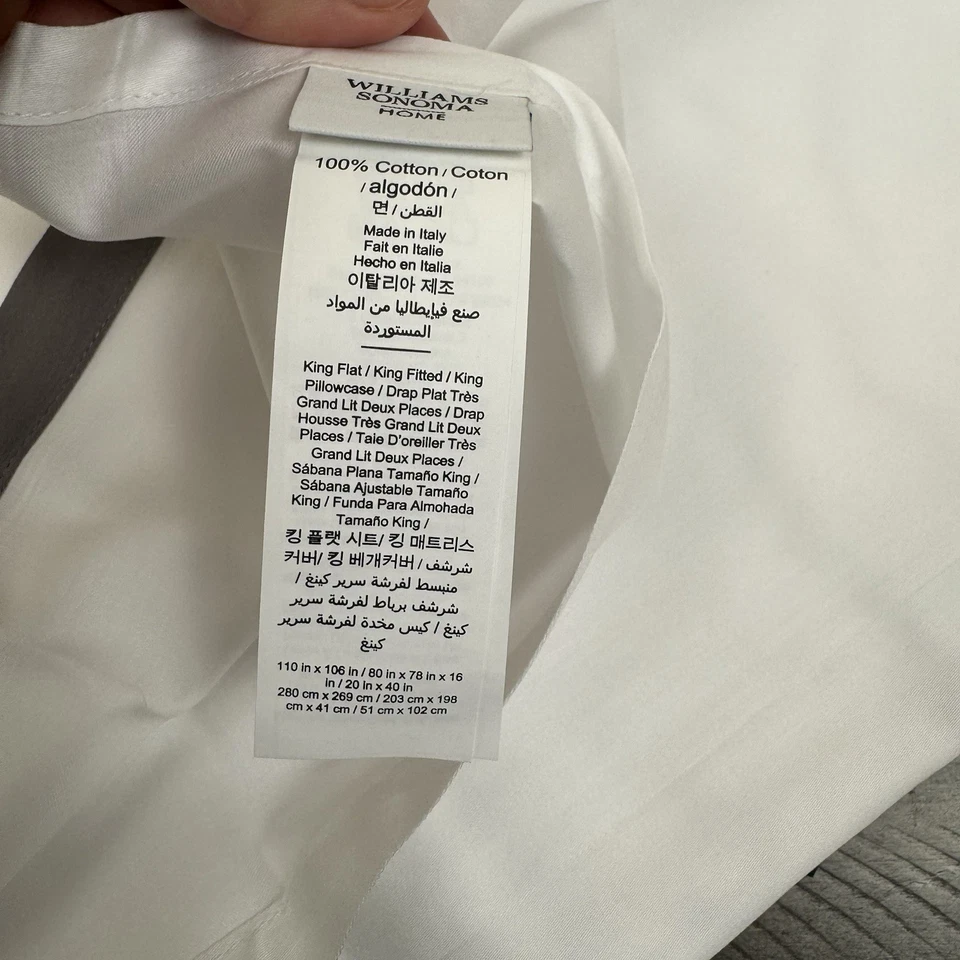 WILLIAMS
SONOMA
HOME
100% Cotton / Coton
/ algodón /
면 / القطن
Made in Italy
Fait en Italie
Hecho en Italia
이탈리아 제조
صنع فيإيطاليا من المواد
المستوردة
King Flat / King Fitted / King
Pillowcase / Drap Plat Très
Grand Lit Deux Places / Drap
Housse Très Grand Lit Deux
Places / Taie D'oreiller Très
Grand Lit Deux Places /
Sábana Plana Tamaño King /
Sábana Ajustable Tamaño
King / Funda Para Almohada
Tamaño King /
킹 플랫 시트/ 킹 매트리스
커버/ 킹 베개커버 / شرشف
منبسط لفرشة سرير كينغ /
شرشف برباط لفرشة سرير
كينغ / كيس مخدة لفرشة سرير
كينغ
110 in x 106 in / 80 in x 78 in x 16
in / 20 in x 40 in
280 cm x 269 cm / 203 cm x 198
cm x 41 cm / 51 cm x 102 cm